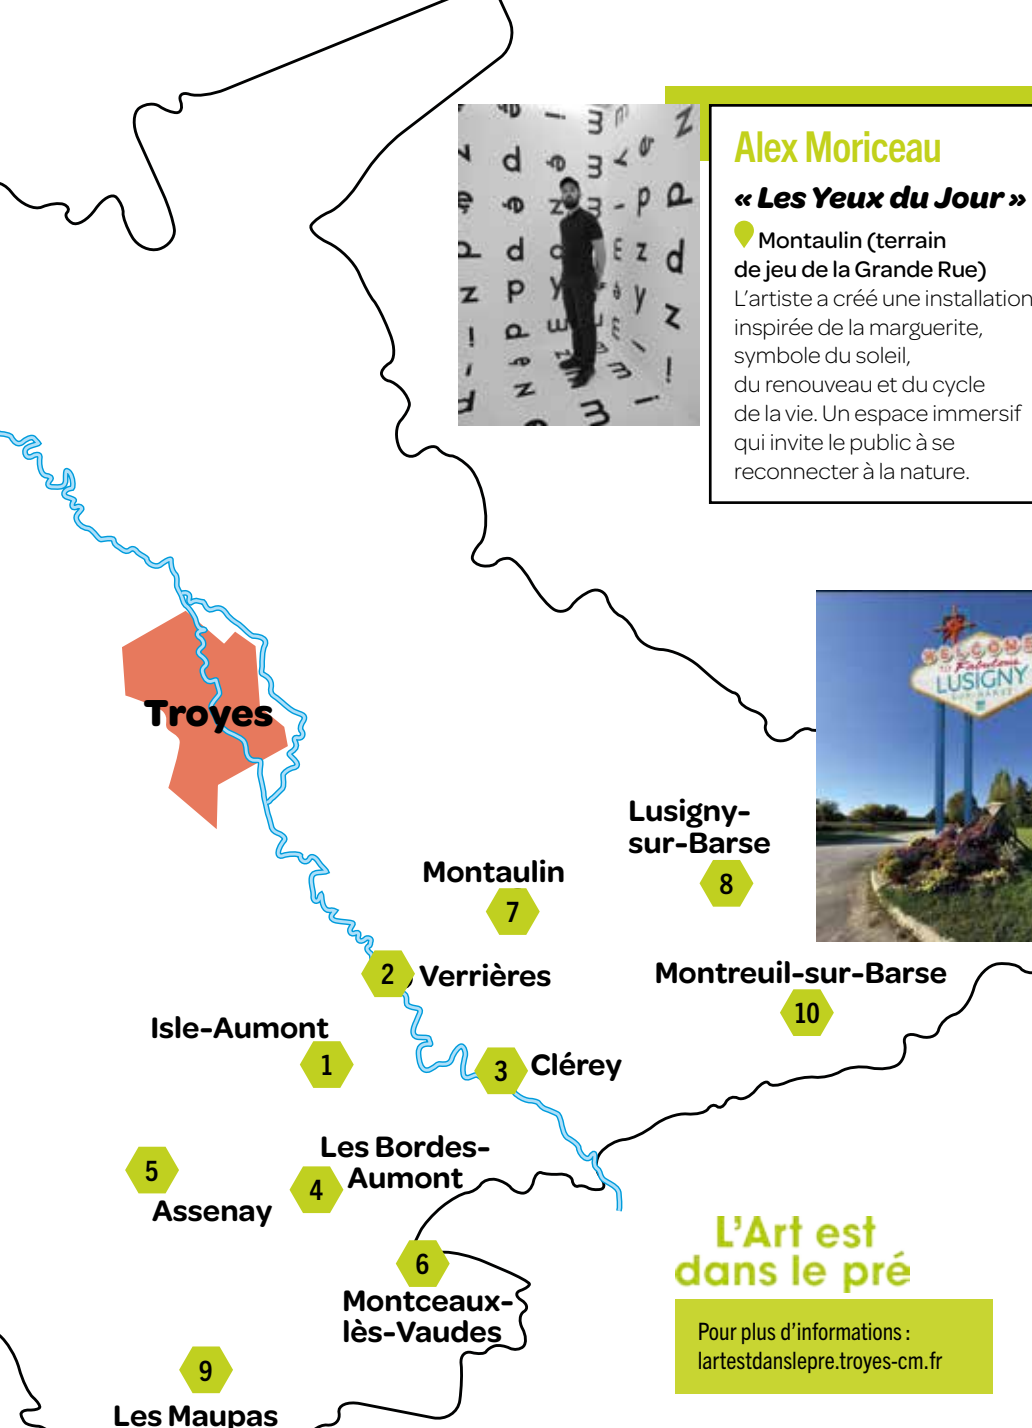 Alex Moriceau
« Les Yeux du Jour »
Montaulin (terrain
de jeu de la Grande Rue)
L'artiste a créé une installation
inspirée de la marguerite,
symbole du soleil,
du renouveau et du cycle
de la vie. Un espace immersif
qui invite le public à se
reconnecter à la nature.
WELCOME
TO Fabulous
LUSIGNY
SUR-BARSE
Troyes
Lusigny-
sur-Barse
8
Montaulin
7
2 Verrières
Montreuil-sur-Barse
10
Isle-Aumont
1
3 Clérey
Les Bordes-
Aumont
4
5
Assenay
6
Montceaux-
lès-Vaudes
9
Les Maupas
L'Art est
dans le pré
Pour plus d'informations :
lartestdanslepre.troyes-cm.fr